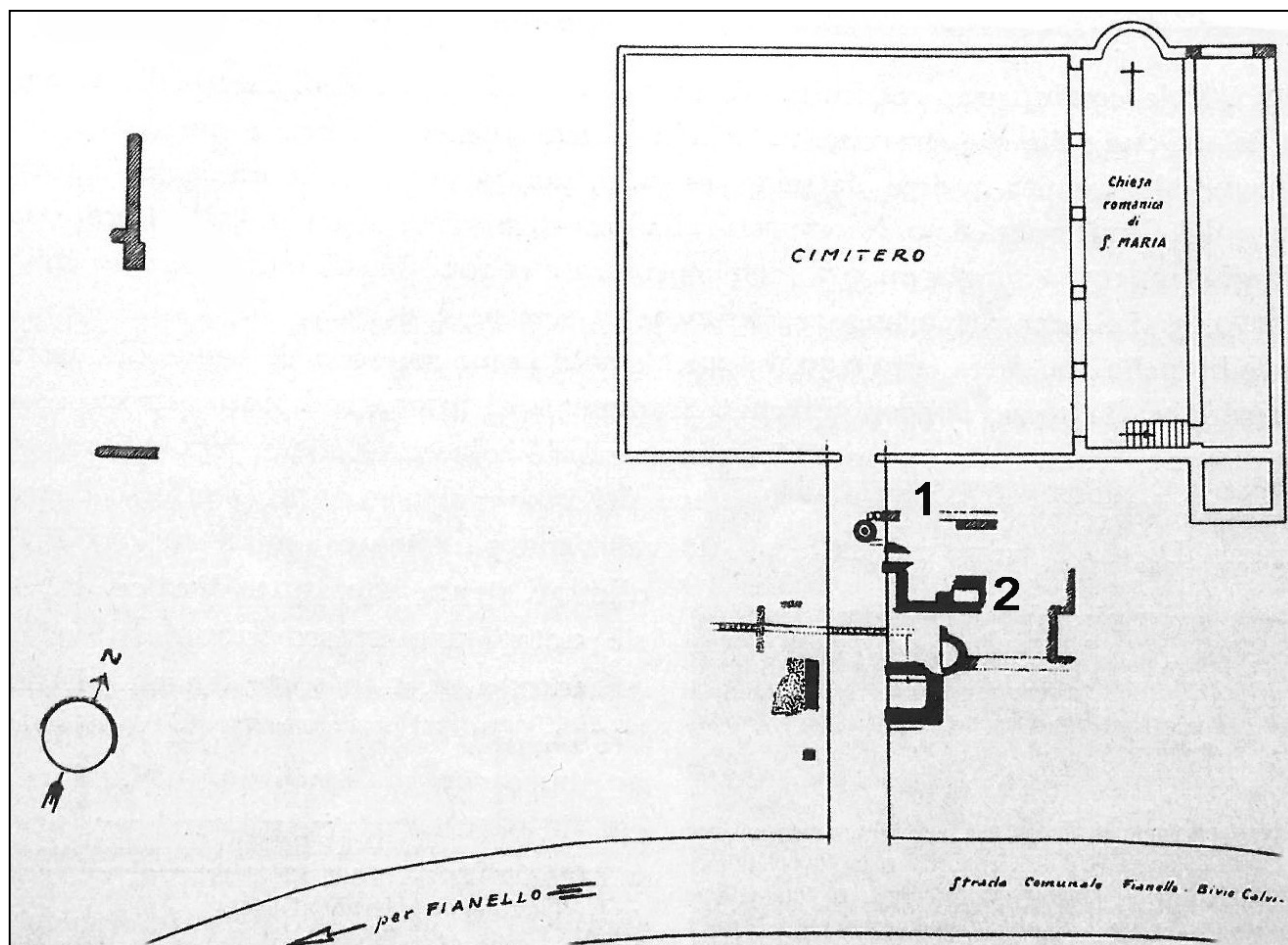 Chiesa
romanica
di
S. MARIA
CIMITERO
1
2
N
per FIANELLO
Strada Comunale Fianello - Bivio Calvi.